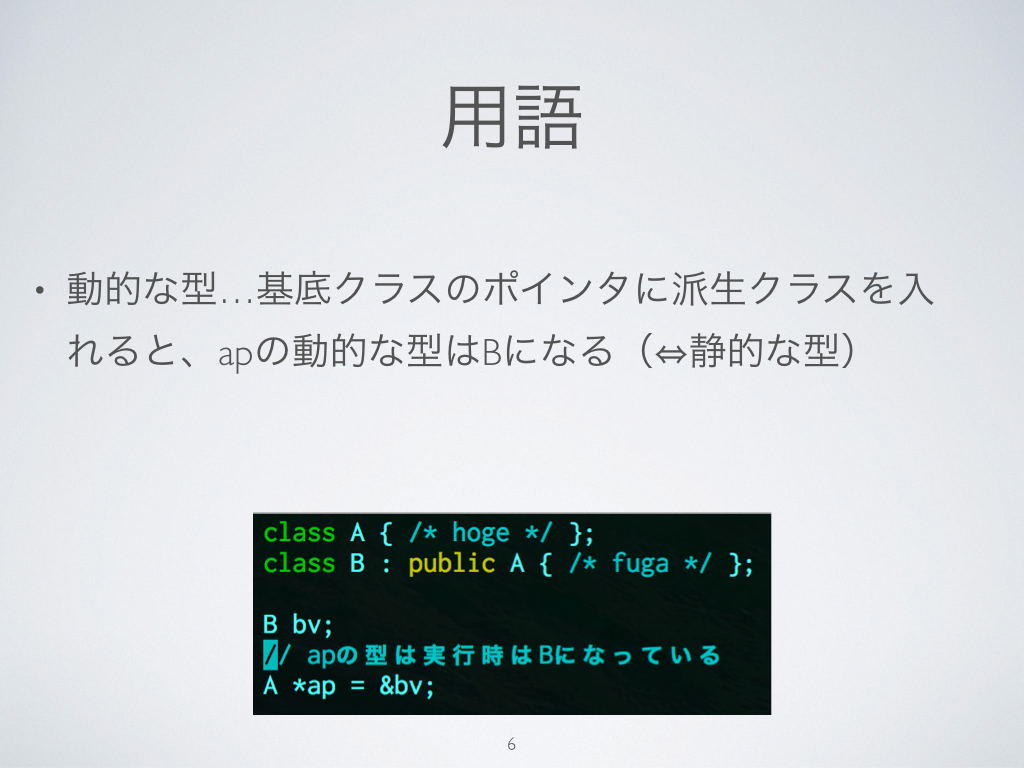 用語
• 動的な型…基底クラスのポインタに派生クラスを入
れると、apの動的な型はBになる（⇔静的な型）
class A { /* hoge */ };
class B : public A { /* fuga */ };
B bv;
// apの型は実行時はBになっている
A *ap = &bv;
6